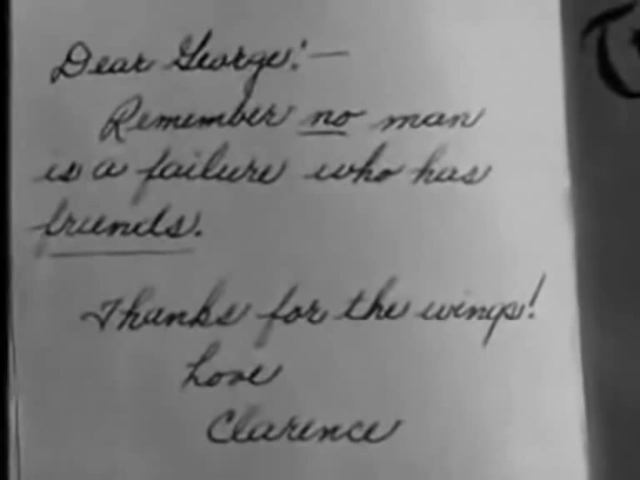 Dear George:—
Remember no man
is a failure who has
friends.
Thanks for the wings!
Love
Clarence